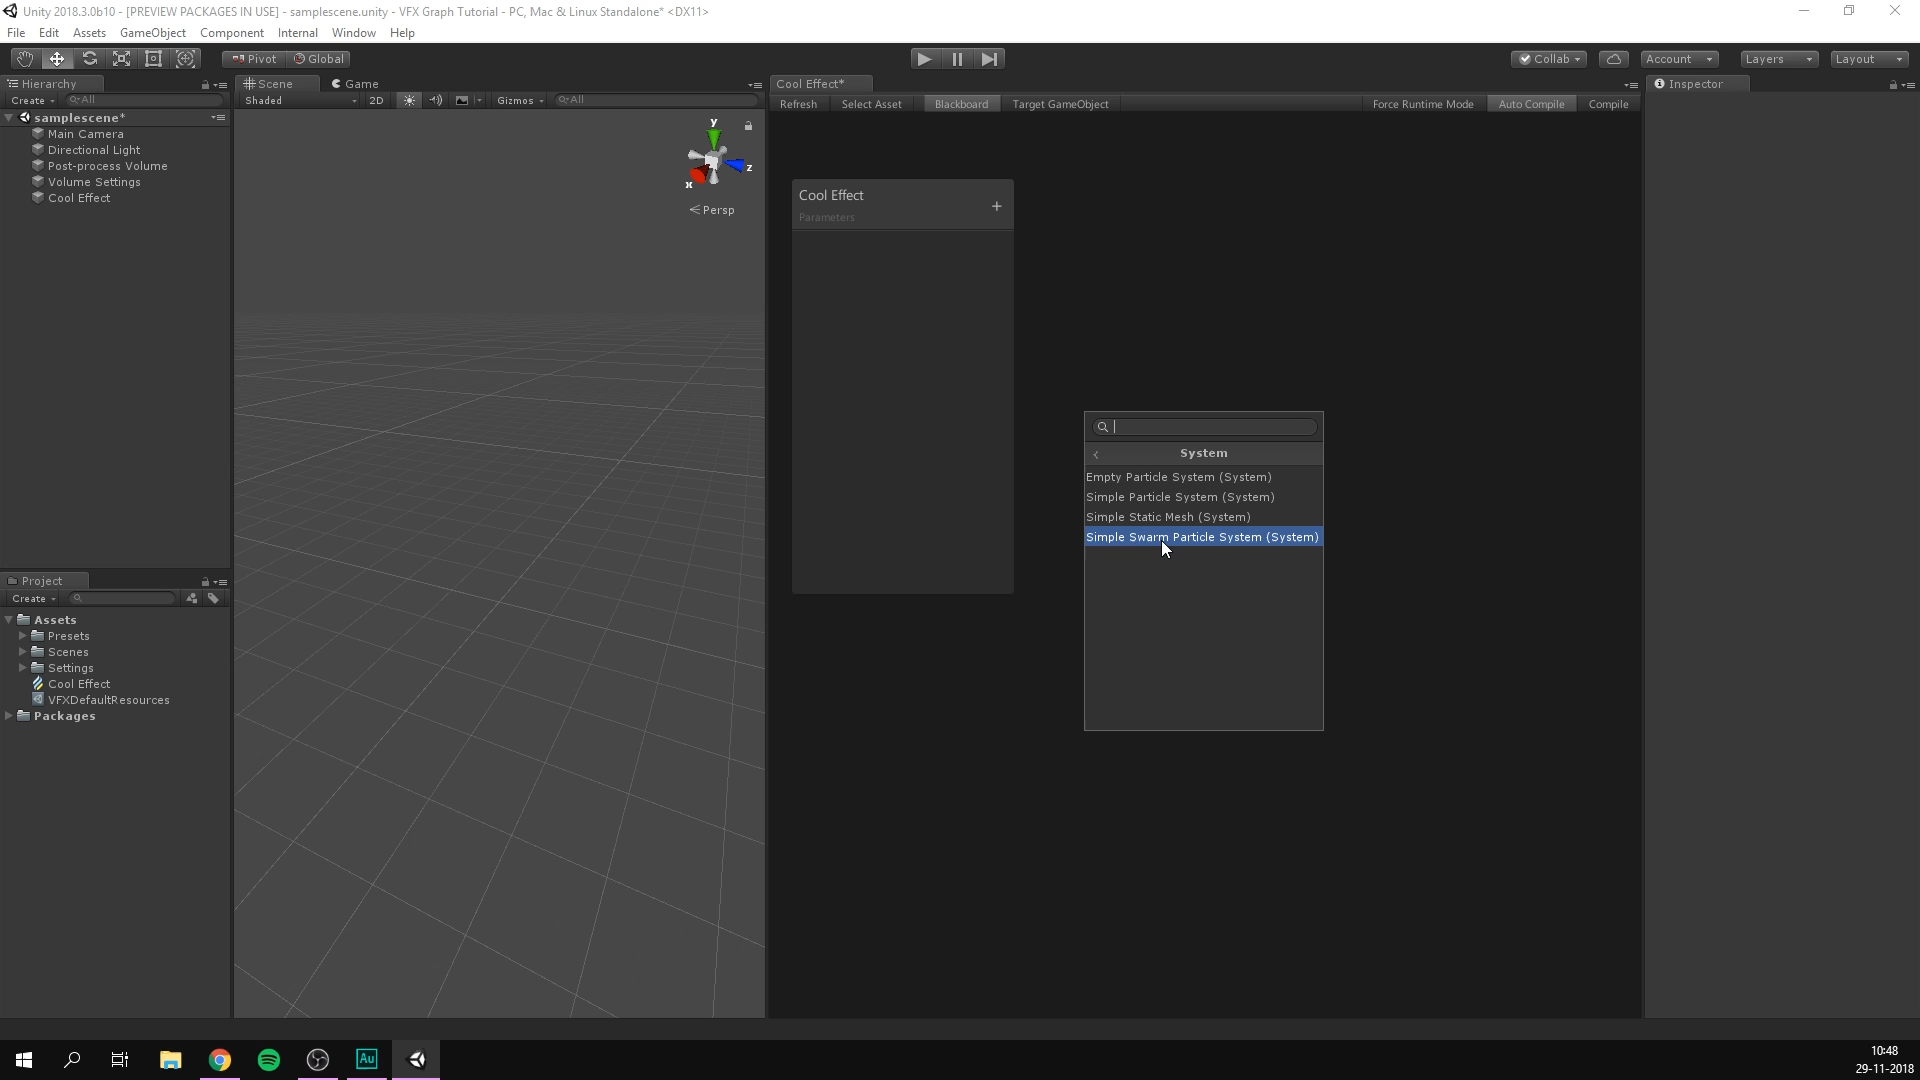 Unity 2018.3.0b10 - [PREVIEW PACKAGES IN USE] - samplescene.unity - VFX Graph Tutorial - PC, Mac & Linux Standalone* <DX11>
File Edit Assets GameObject Component Internal Window Help
Pivot Global Collab Account Layers Layout
Hierarchy Scene Game Cool Effect* Inspector
Create All Shaded 2D Gizmos All Refresh Select Asset Blackboard Target GameObject Force Runtime Mode Auto Compile Compile
samplescene*
Main Camera
Directional Light
Post-process Volume
Volume Settings
Cool Effect
y
z
x
Persp
Cool Effect
+
Parameters
System
Empty Particle System (System)
Simple Particle System (System)
Simple Static Mesh (System)
Simple Swarm Particle System (System)
Project
Create
Assets
Presets
Scenes
Settings
Cool Effect
VFXDefaultResources
Packages
Au
10:48
29-11-2018